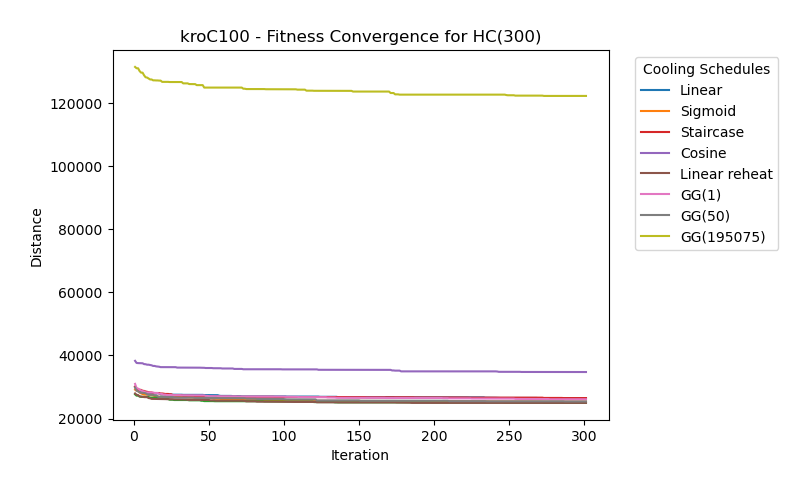 kroC100 - Fitness Convergence for HC(300)
Distance
120000
100000
80000
60000
40000
20000
0
50
100
150
200
250
300
Iteration
Cooling Schedules
Linear
Sigmoid
Staircase
Cosine
Linear reheat
GG(1)
GG(50)
GG(195075)